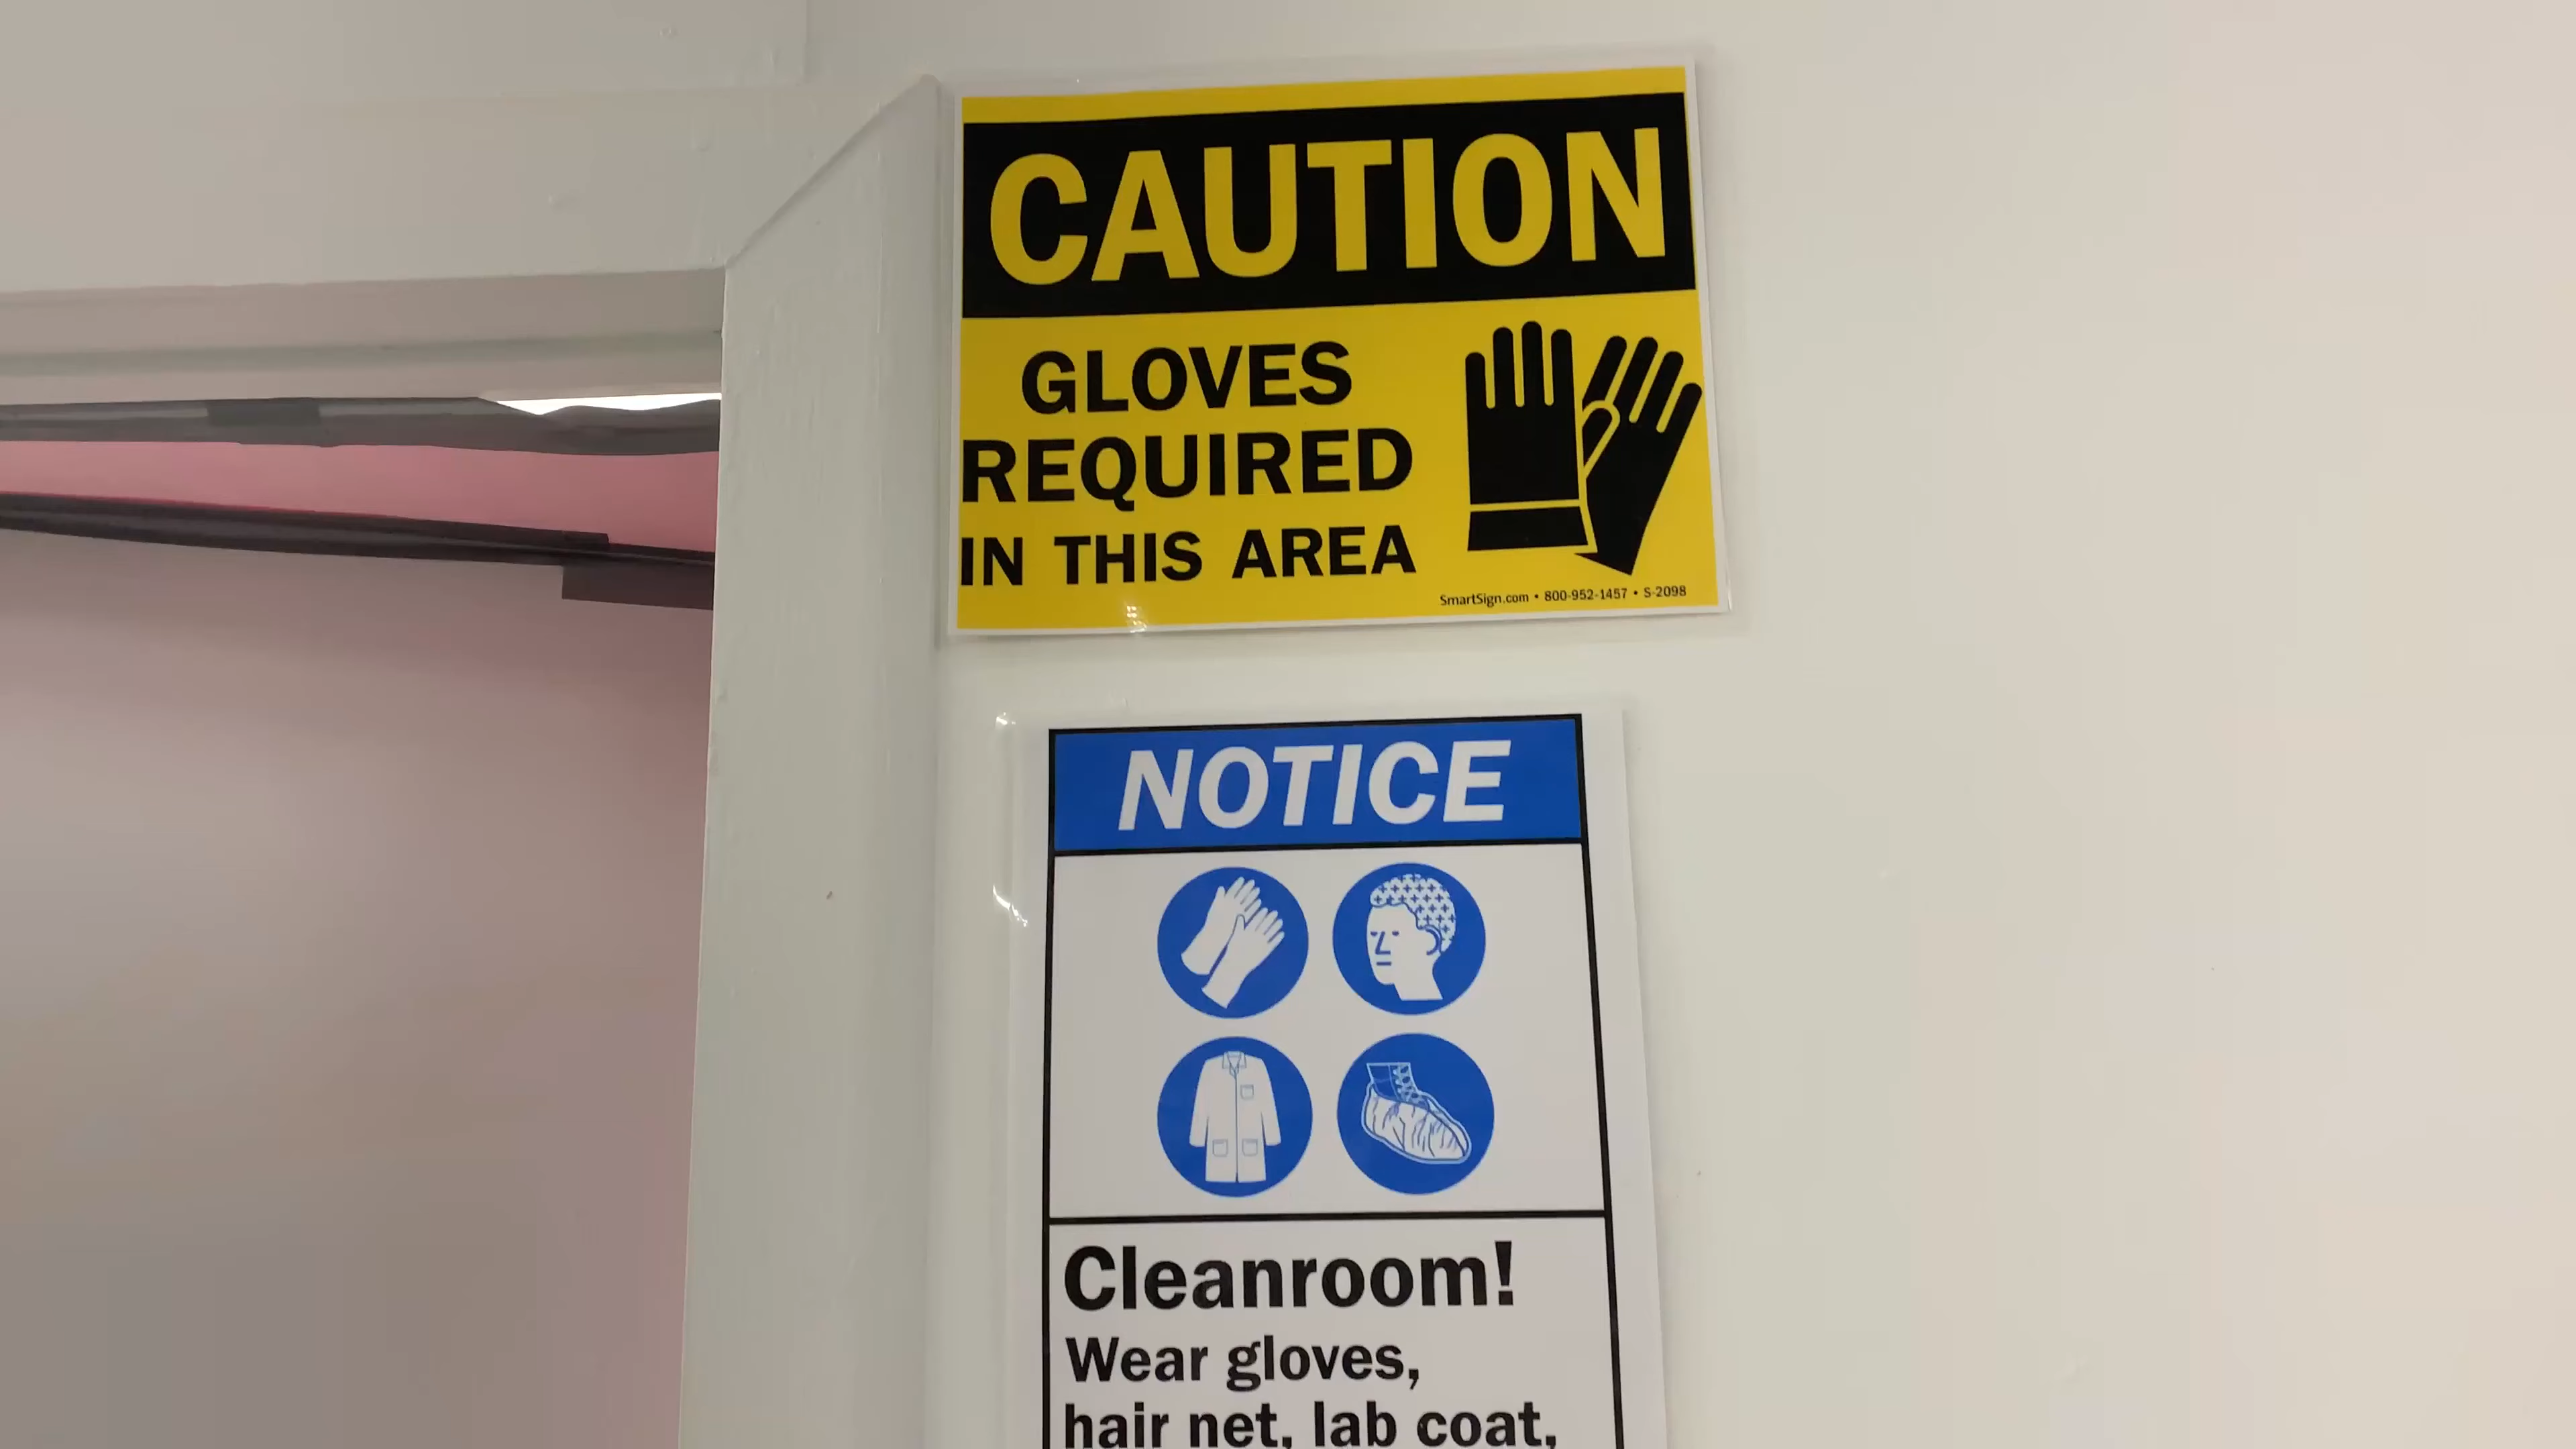 CAUTION
GLOVES
REQUIRED
IN THIS AREA
SmartSign.com • 800-952-1457 • S-2098
NOTICE
Cleanroom!
Wear gloves,
hair net, lab coat,